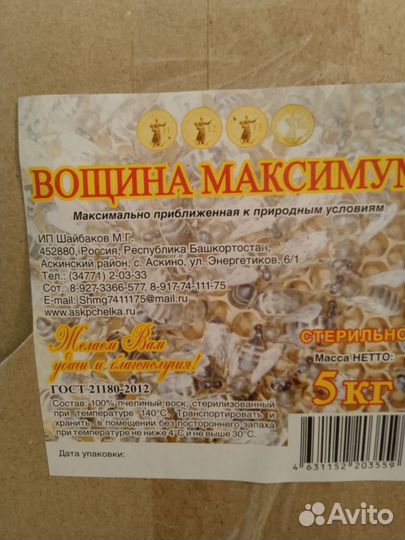 ВОЩИНА МАКСИМУМ
Максимально приближенная к природным условиям
ИП Шайбаков М.Г.
452880, Россия, Республика Башкортостан,
Аскинский район, с. Аскино, ул. Энергетиков, 6/1
Тел.: (34771) 2-03-33
Сот.: 8-927-3366-577, 8-917-74-111-75
E-mail: Shmg7411175@mail.ru
www.askpchelka.ru
Желаем Вам
удачи и благополучия!
СТЕРИЛЬНО
Масса НЕТТО:
5 кг
ГОСТ 21180-2012
Состав: 100% пчелиный воск, стерилизованный
при температуре 140°С. Транспортировать и
хранить в помещении без постороннего запаха
при температуре не ниже 4°С и не выше 30°С.
Дата упаковки:
4 631152 203559
Avito